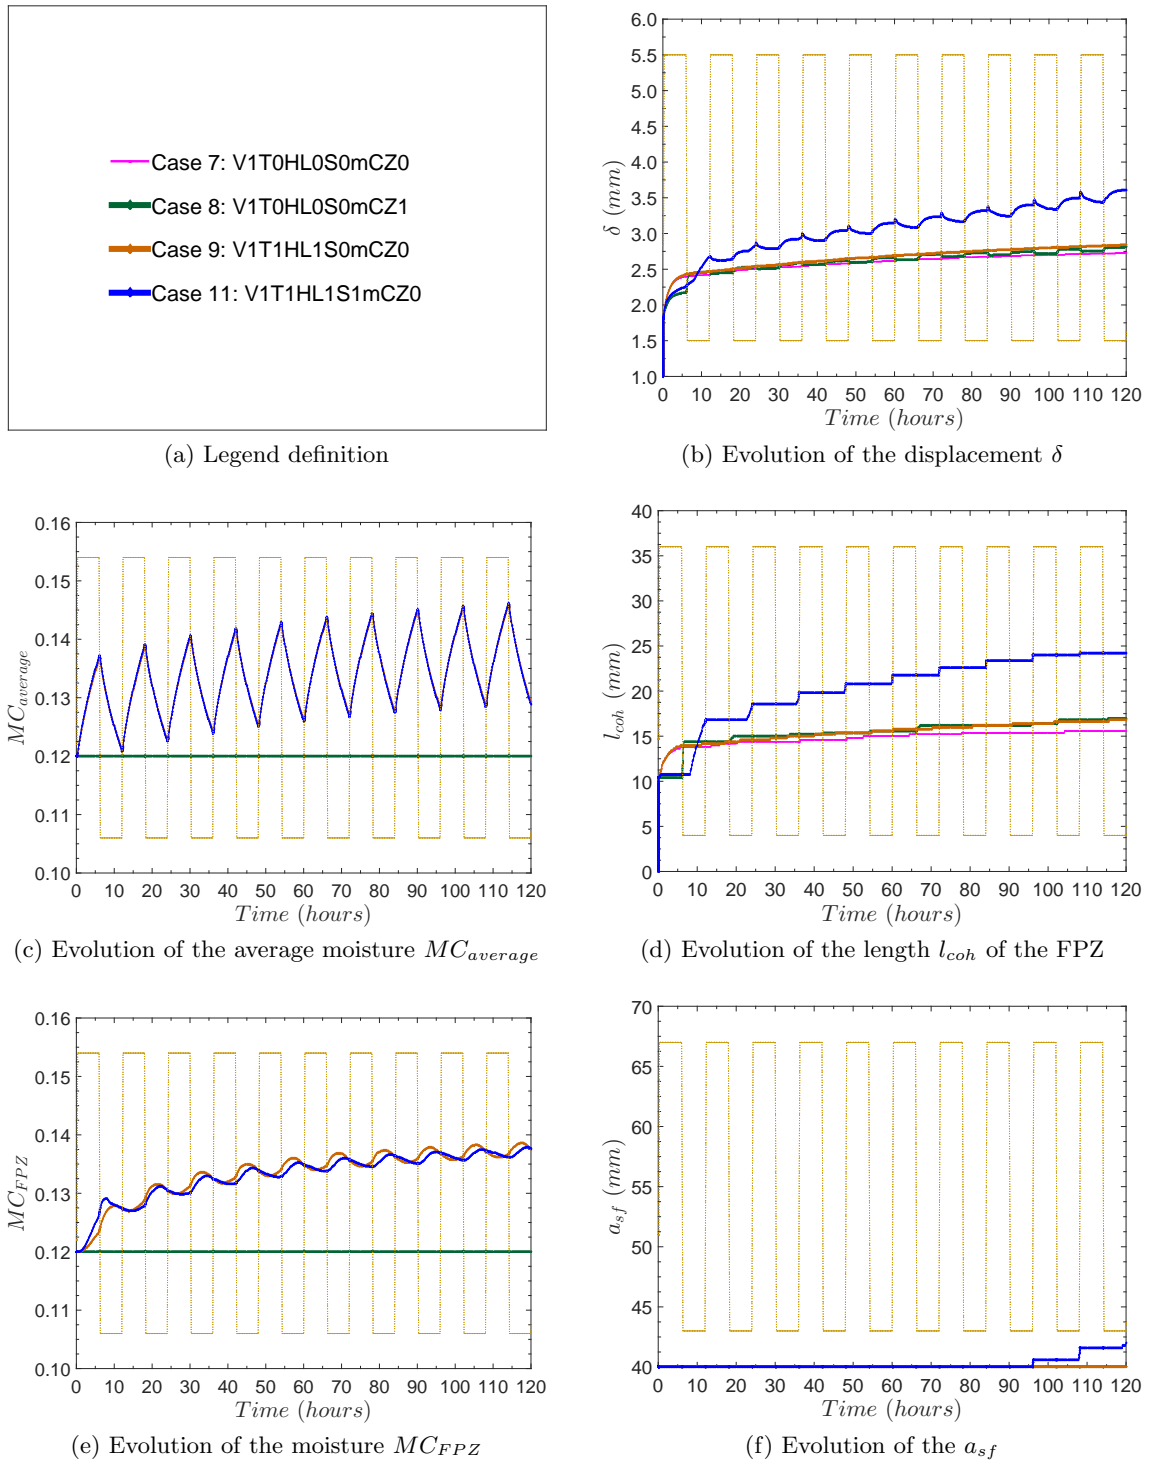 Case 7: V1T0HL0S0mCZ0
Case 8: V1T0HL0S0mCZ1
Case 9: V1T1HL1S0mCZ0
Case 11: V1T1HL1S1mCZ0
(a) Legend definition
6.0
5.5
5.0
4.5
4.0
3.5
3.0
2.5
2.0
1.5
1.0
δ (mm)
0 10 20 30 40 50 60 70 80 90 100 110 120
Time (hours)
(b) Evolution of the displacement δ
0.16
0.15
0.14
0.13
0.12
0.11
0.10
MC_average
0 10 20 30 40 50 60 70 80 90 100 110 120
Time (hours)
(c) Evolution of the average moisture MC_average
40
35
30
25
20
15
10
5
0
l_coh (mm)
0 10 20 30 40 50 60 70 80 90 100 110 120
Time (hours)
(d) Evolution of the length l_coh of the FPZ
0.16
0.15
0.14
0.13
0.12
0.11
0.10
MC_FPZ
0 10 20 30 40 50 60 70 80 90 100 110 120
Time (hours)
(e) Evolution of the moisture MC_FPZ
70
65
60
55
50
45
40
a_sf (mm)
0 10 20 30 40 50 60 70 80 90 100 110 120
Time (hours)
(f) Evolution of the a_sf